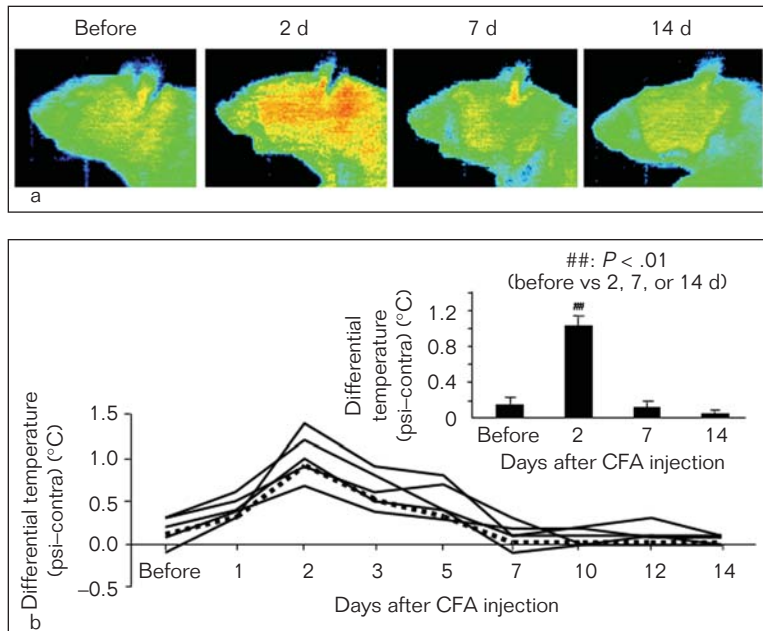 Before
2 d
7 d
14 d
a
##: P < .01
(before vs 2, 7, or 14 d)
Differential
temperature
(psi–contra) (°C)
1.2
0.8
0.4
0
##
Before
2
7
14
Days after CFA injection
Differential temperature
(psi–contra) (°C)
1.5
1.0
0.5
0.0
–0.5
Before
1
2
3
5
7
10
12
14
Days after CFA injection
b